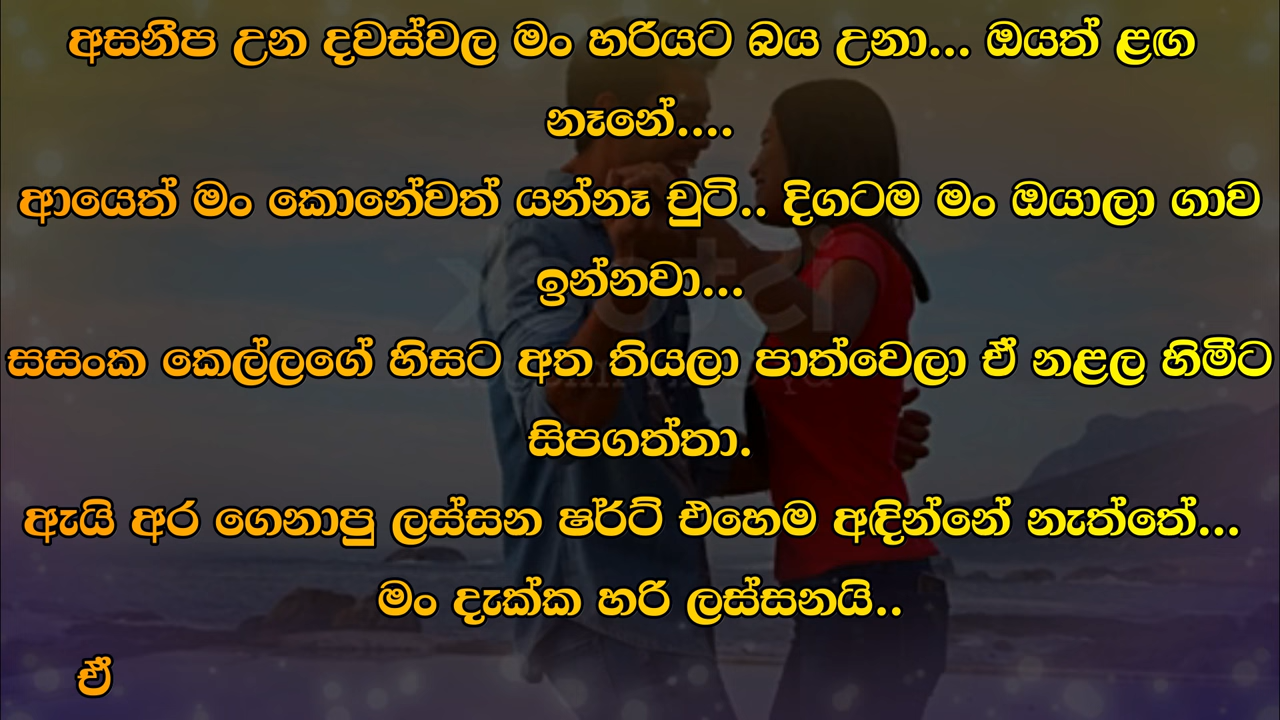 අසනීප උන දවස්වල මං හරියට බය උනා... ඔයත් ළඟ
නෑනේ....
ආයෙත් මං කොනේවත් යන්නෑ චුටි.. දිගටම මං ඔයාලා ගාව
ඉන්නවා...
සසංක කෙල්ලගේ හිසට අත තියලා පාත්වෙලා ඒ නළල හිමීට
සිපගත්තා.
ඇයි අර ගෙනාපු ලස්සන ෂර්ට් එහෙම අඳින්නේ නැත්තේ...
මං දැක්ක හරි ලස්සනයි..
ඒ